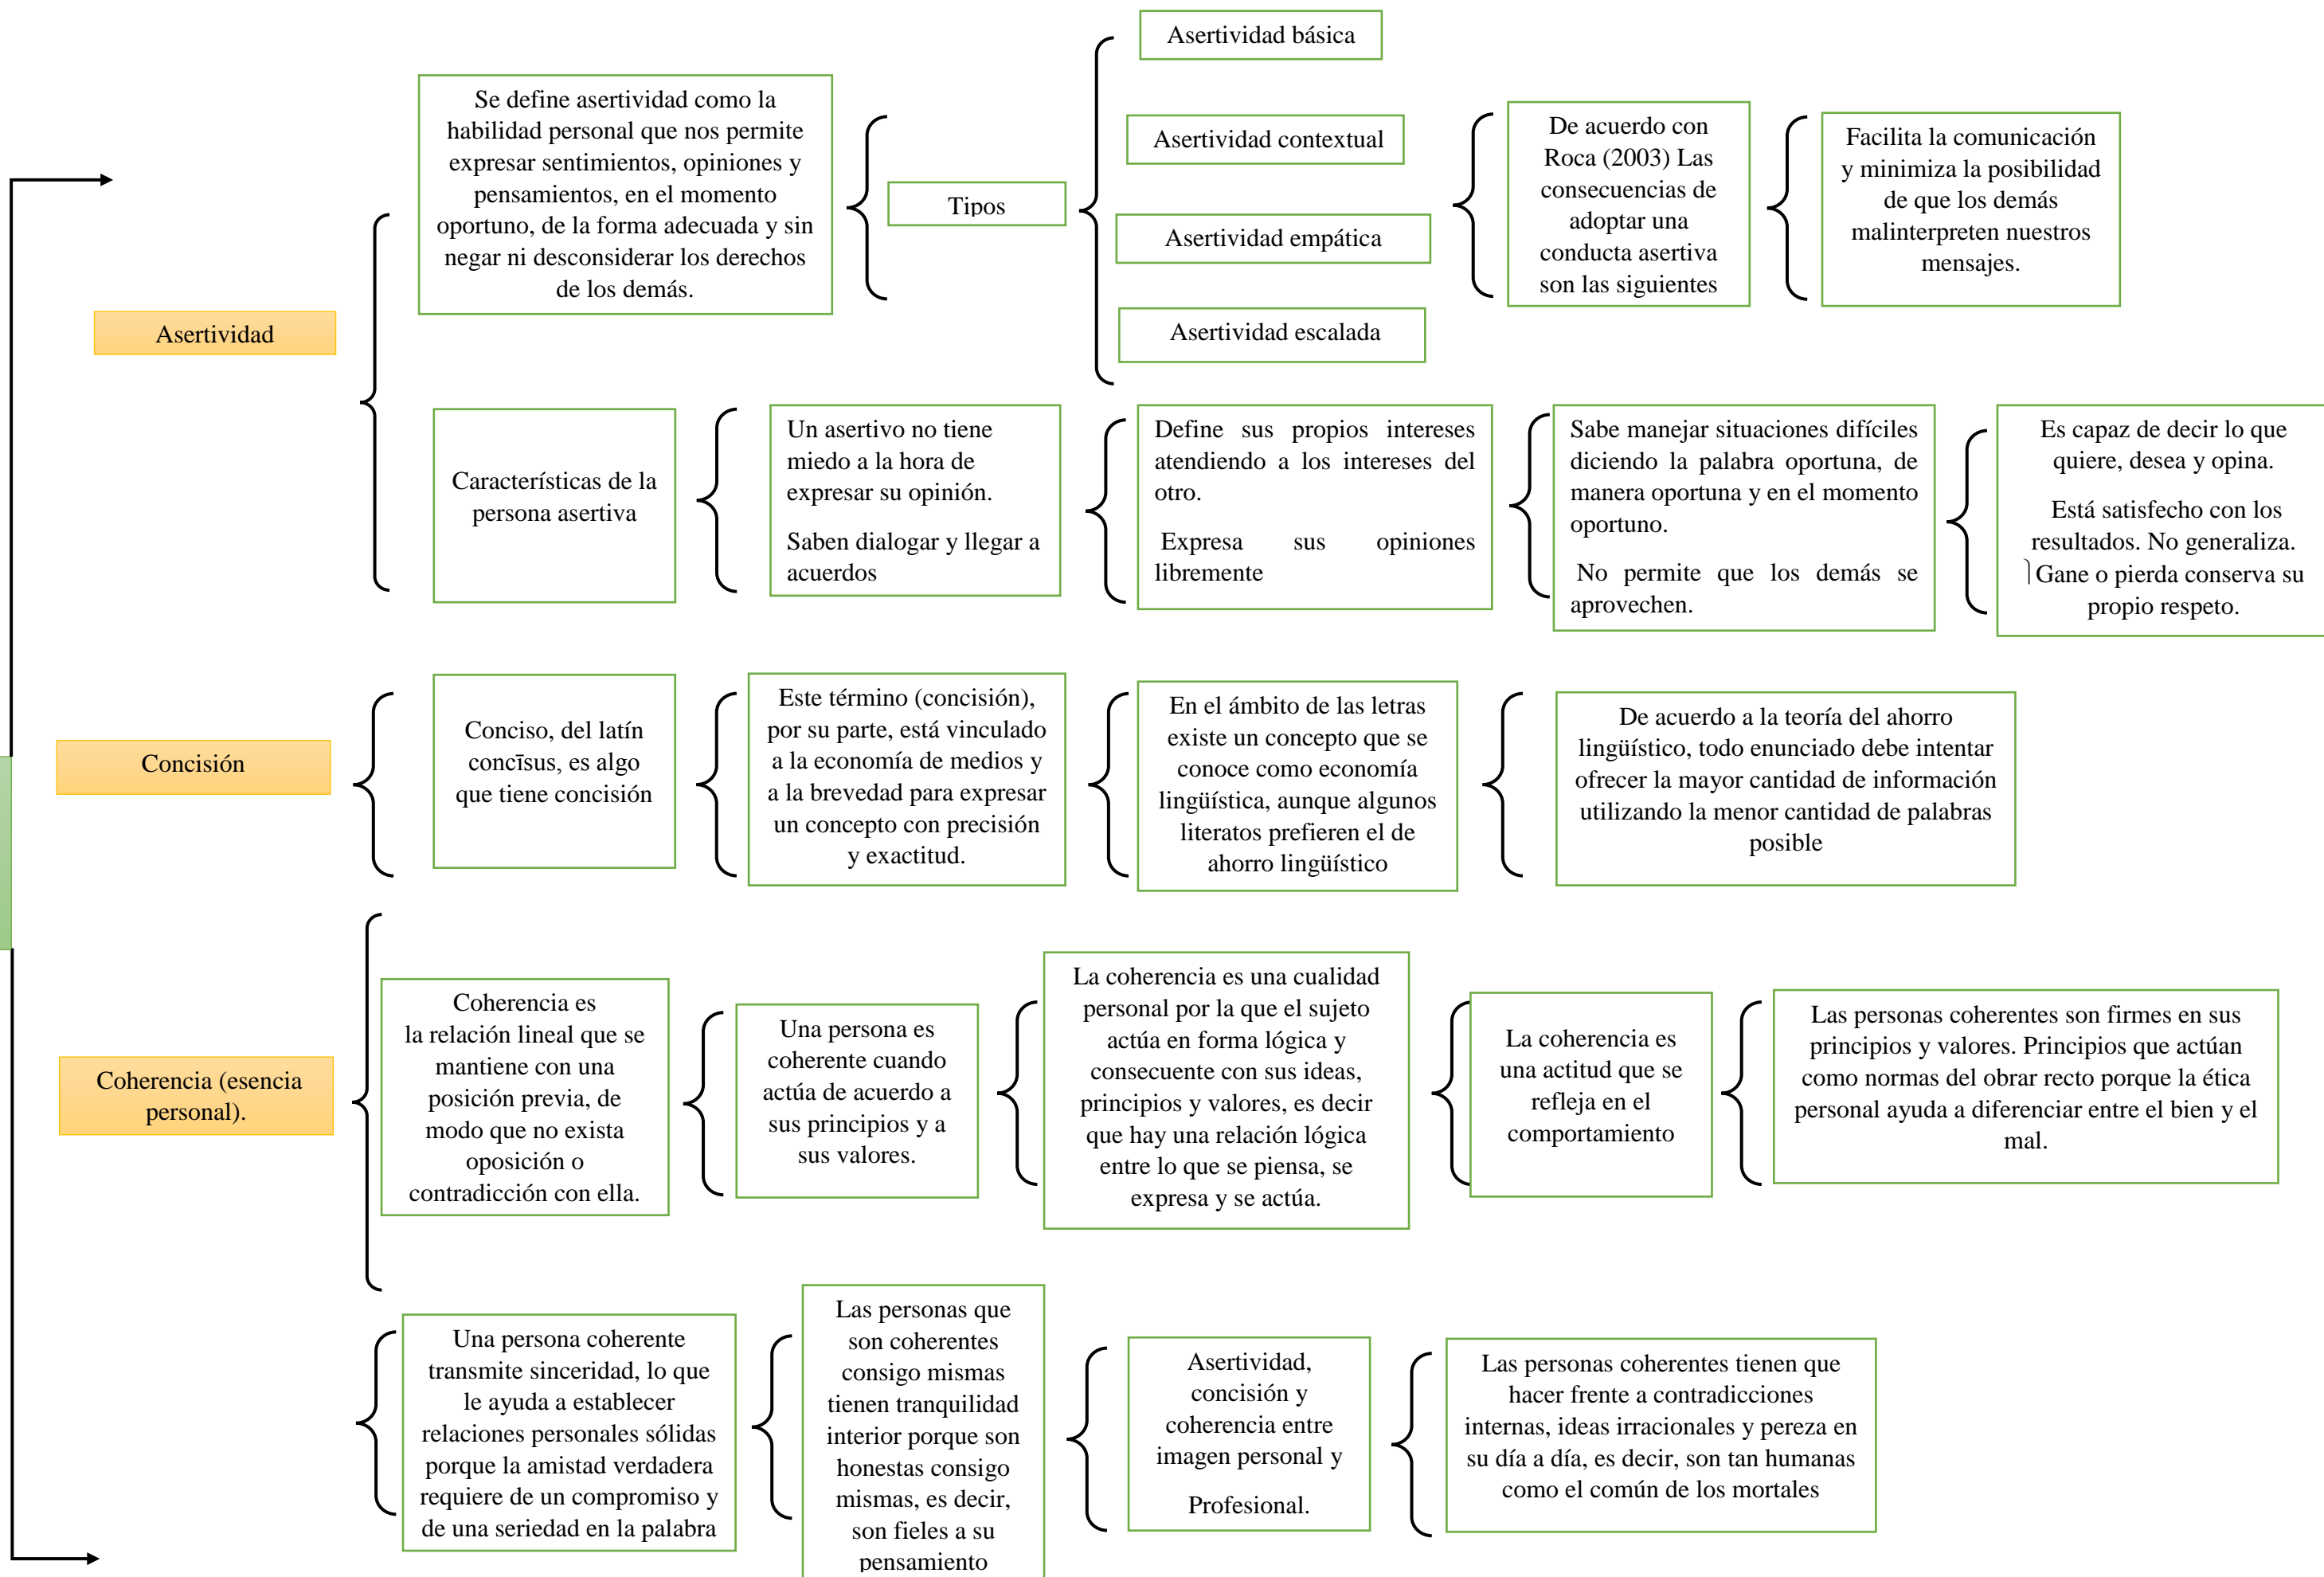 Asertividad
Se define asertividad como la
habilidad personal que nos permite
expresar sentimientos, opiniones y
pensamientos, en el momento
oportuno, de la forma adecuada y sin
negar ni desconsiderar los derechos
de los demás.
Tipos
Asertividad básica
Asertividad contextual
Asertividad empática
Asertividad escalada
De acuerdo con
Roca (2003) Las
consecuencias de
adoptar una
conducta asertiva
son las siguientes
Facilita la comunicación
y minimiza la posibilidad
de que los demás
malinterpreten nuestros
mensajes.
Características de la
persona asertiva
Un asertivo no tiene
miedo a la hora de
expresar su opinión.
Saben dialogar y llegar a
acuerdos
Define sus propios intereses
atendiendo a los intereses del
otro.
Expresa sus opiniones
libremente
Sabe manejar situaciones difíciles
diciendo la palabra oportuna, de
manera oportuna y en el momento
oportuno.
No permite que los demás se
aprovechen.
Es capaz de decir lo que
quiere, desea y opina.
Está satisfecho con los
resultados. No generaliza.
⎫Gane o pierda conserva su
propio respeto.
Concisión
Conciso, del latín
concīsus, es algo
que tiene concisión
Este término (concisión),
por su parte, está vinculado
a la economía de medios y
a la brevedad para expresar
un concepto con precisión
y exactitud.
En el ámbito de las letras
existe un concepto que se
conoce como economía
lingüística, aunque algunos
literatos prefieren el de
ahorro lingüístico
De acuerdo a la teoría del ahorro
lingüístico, todo enunciado debe intentar
ofrecer la mayor cantidad de información
utilizando la menor cantidad de palabras
posible
Coherencia (esencia
personal).
Coherencia es
la relación lineal que se
mantiene con una
posición previa, de
modo que no exista
oposición o
contradicción con ella.
Una persona es
coherente cuando
actúa de acuerdo a
sus principios y a
sus valores.
La coherencia es una cualidad
personal por la que el sujeto
actúa en forma lógica y
consecuente con sus ideas,
principios y valores, es decir
que hay una relación lógica
entre lo que se piensa, se
expresa y se actúa.
La coherencia es
una actitud que se
refleja en el
comportamiento
Las personas coherentes son firmes en sus
principios y valores. Principios que actúan
como normas del obrar recto porque la ética
personal ayuda a diferenciar entre el bien y el
mal.
Una persona coherente
transmite sinceridad, lo que
le ayuda a establecer
relaciones personales sólidas
porque la amistad verdadera
requiere de un compromiso y
de una seriedad en la palabra
Las personas que
son coherentes
consigo mismas
tienen tranquilidad
interior porque son
honestas consigo
mismas, es decir,
son fieles a su
pensamiento
Asertividad,
concisión y
coherencia entre
imagen personal y
Profesional.
Las personas coherentes tienen que
hacer frente a contradicciones
internas, ideas irracionales y pereza en
su día a día, es decir, son tan humanas
como el común de los mortales